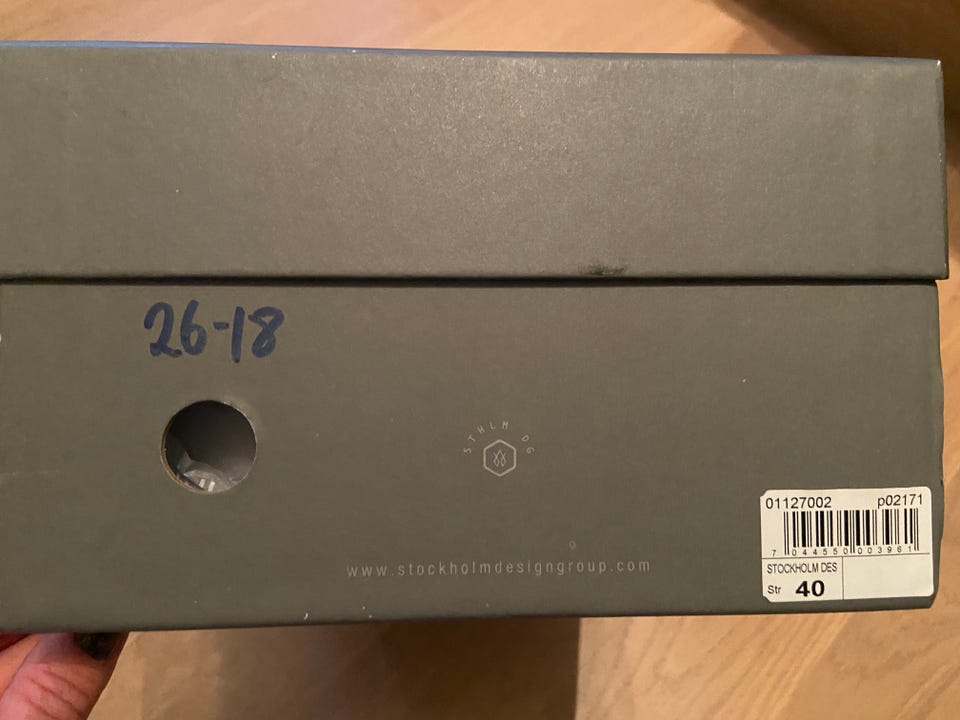 26-18
STHLM DG
www.stockholmdesigngroup.com
01127002 p02171
7 044550 003961
STOCKHOLM DES
Str 40